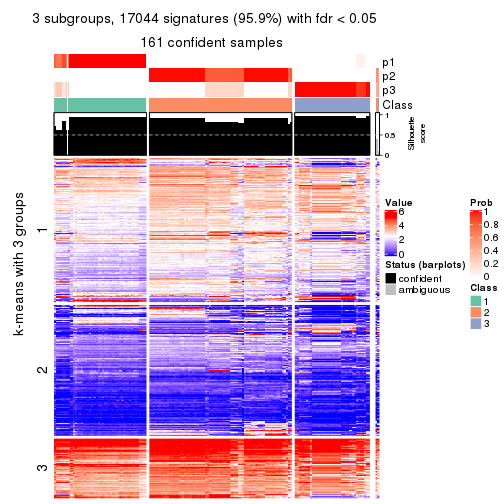 3 subgroups, 17044 signatures (95.9%) with fdr < 0.05
161 confident samples
p1
p2
p3
Class
1
0.5
0
Silhouette
score
k-means with 3 groups
1
2
3
Value
6
4
2
0
Status (barplots)
confident
ambiguous
Prob
1
0.8
0.6
0.4
0.2
0
Class
1
2
3